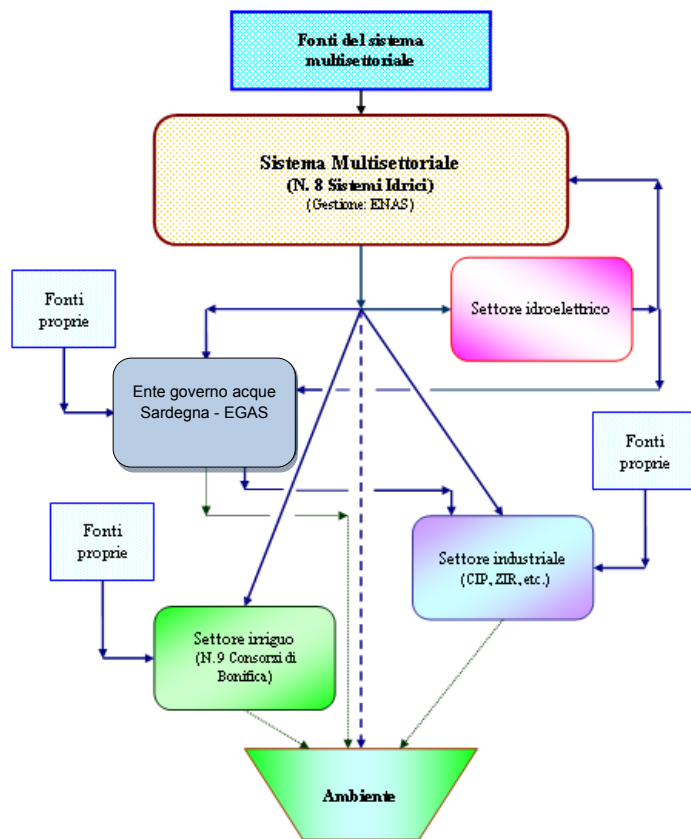 Fonti del sistema
multisettoriale
Sistema Multisettoriale
(N. 8 Sistemi Idrici)
(Gestione: ENAS)
Fonti
proprie
Settore idroelettrico
Ente governo acque
Sardegna - EGAS
Fonti
proprie
Fonti
proprie
Settore industriale
(CIP, ZIR, etc.)
Settore irriguo
(N.9 Consorzi di
Bonifica)
Ambiente